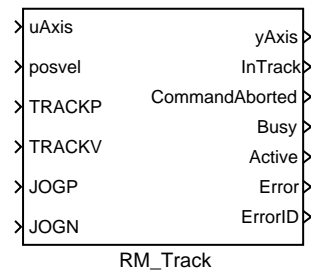 uAxis
posvel
TRACKP
TRACKV
JOGP
JOGN
yAxis
InTrack
CommandAborted
Busy
Active
Error
ErrorID
RM_Track